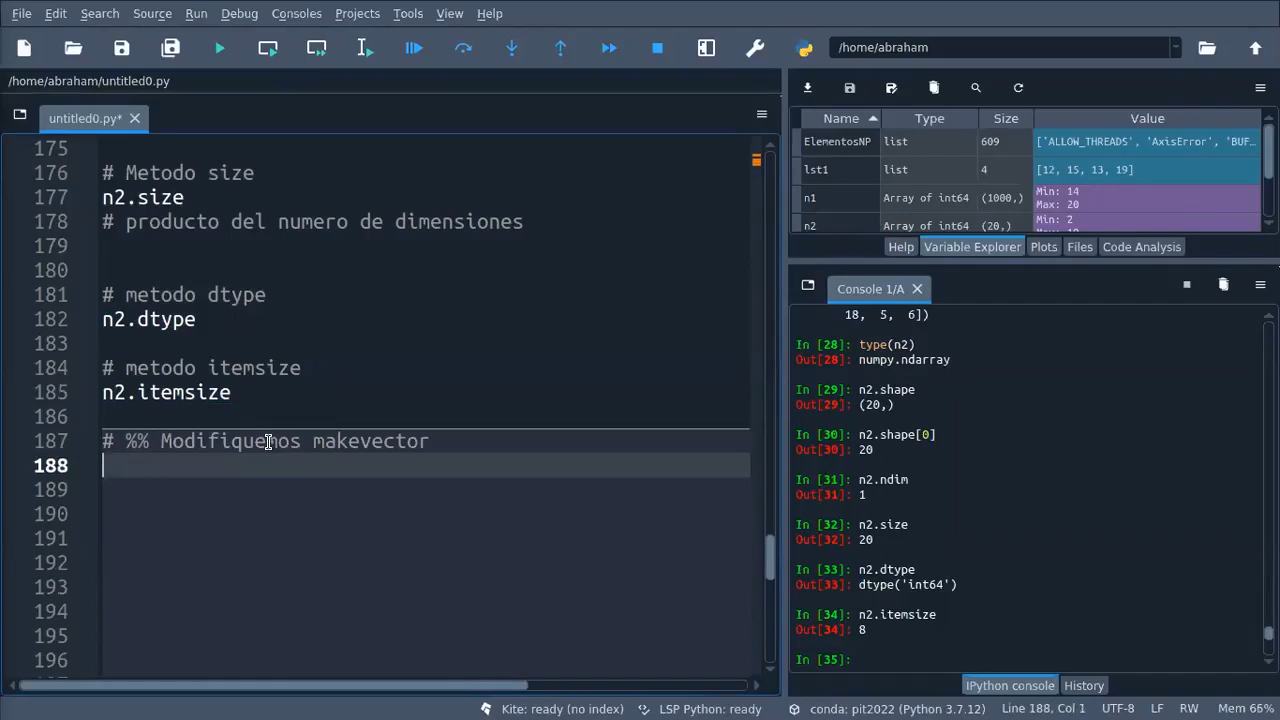 File Edit Search Source Run Debug Consoles Projects Tools View Help
/home/abraham
/home/abraham/untitled0.py
untitled0.py*
175
176 # Metodo size
177 n2.size
178 # producto del numero de dimensiones
179
180
181 # metodo dtype
182 n2.dtype
183
184 # metodo itemsize
185 n2.itemsize
186
187 # %% Modifiquemos makevector
188
189
190
191
192
193
194
195
196
Name Type Size Value
ElementosNP list 609 ['ALLOW_THREADS', 'AxisError', 'BUF…
lst1 list 4 [12, 15, 13, 19]
n1 Array of int64 (1000,) Min: 14
Max: 20
n2 Array of int64 (20,) Min: 2
Help Variable Explorer Plots Files Code Analysis
Console 1/A
18, 5, 6])
In [28]: type(n2)
Out[28]: numpy.ndarray
In [29]: n2.shape
Out[29]: (20,)
In [30]: n2.shape[0]
Out[30]: 20
In [31]: n2.ndim
Out[31]: 1
In [32]: n2.size
Out[32]: 20
In [33]: n2.dtype
Out[33]: dtype('int64')
In [34]: n2.itemsize
Out[34]: 8
In [35]:
IPython console History
Kite: ready (no index) LSP Python: ready conda: pit2022 (Python 3.7.12) Line 188, Col 1 UTF-8 LF RW Mem 66%